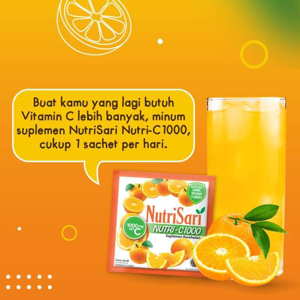 Buat kamu yang lagi butuh
Vitamin C lebih banyak, minum
suplemen NutriSari Nutri-C1000,
cukup 1 sachet per hari.
NutriSari
NUTRI-C1000
1000mg
C